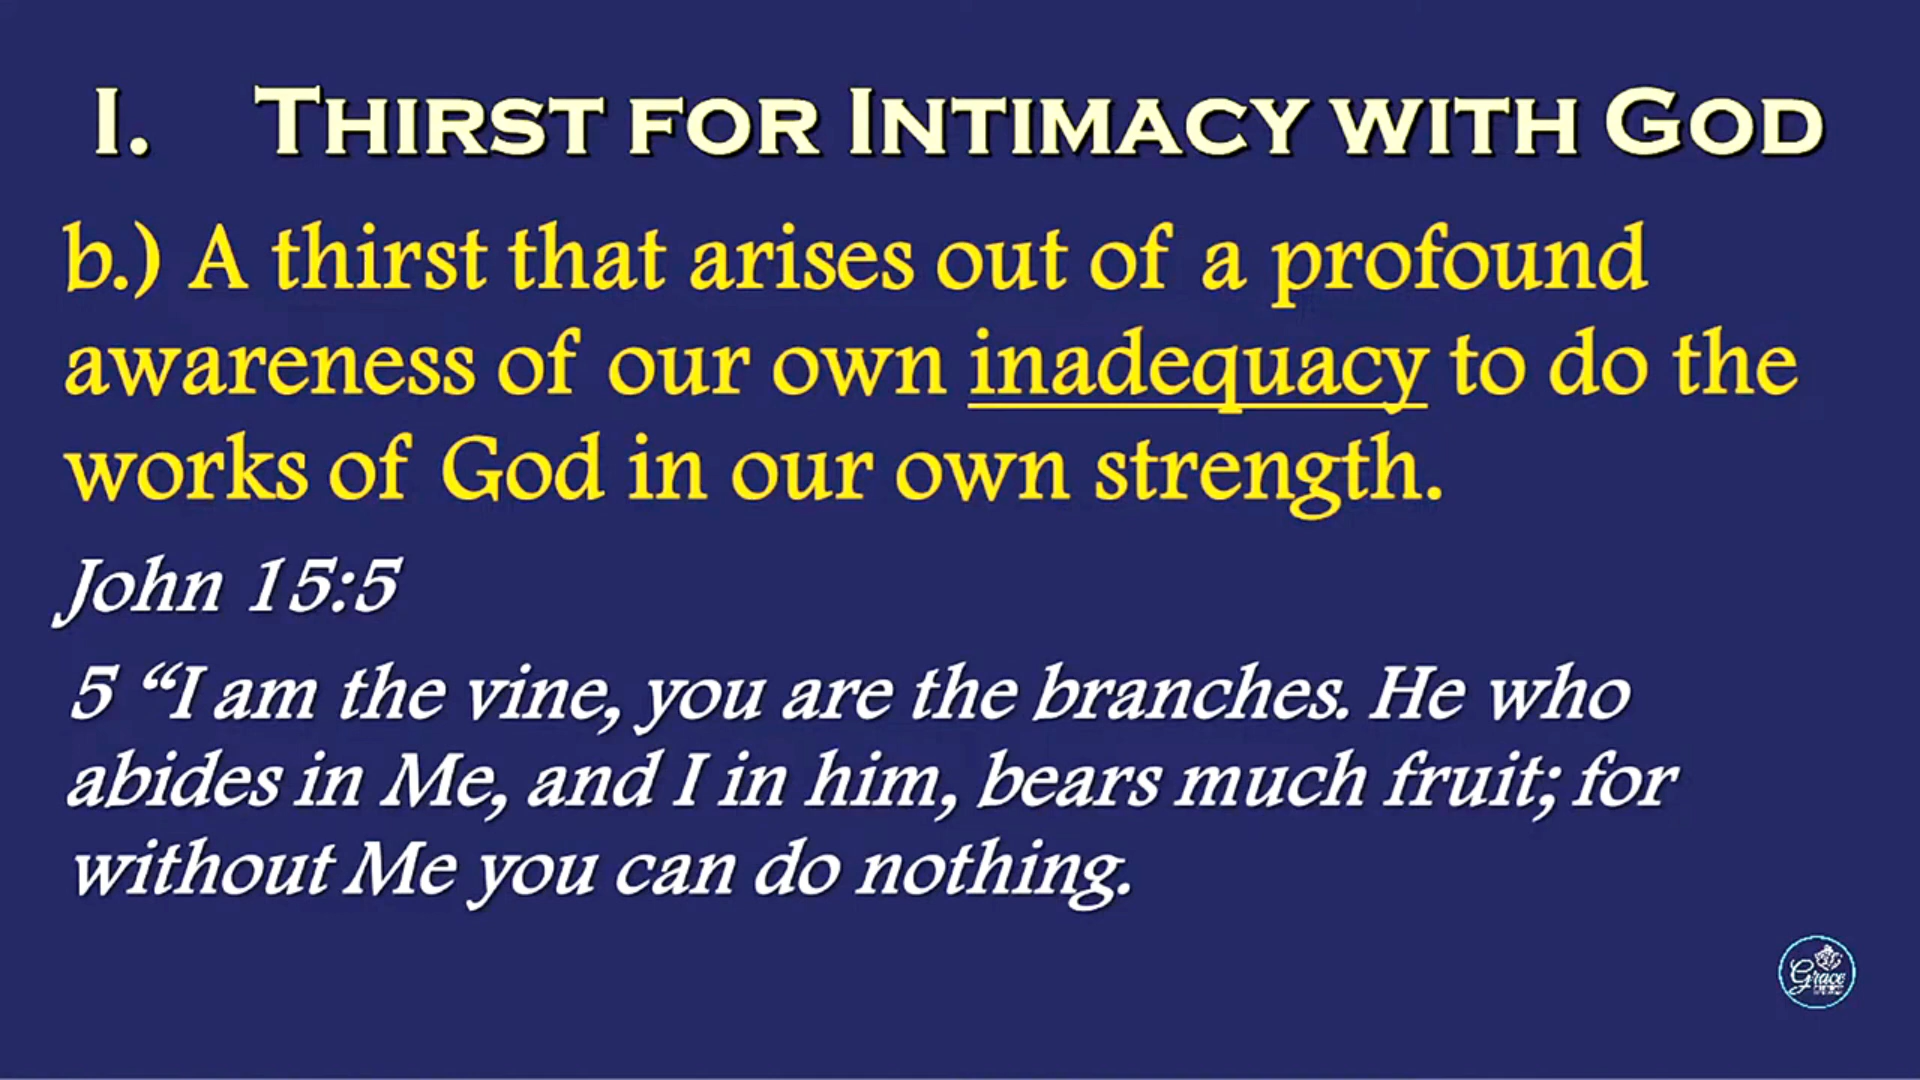 I. THIRST FOR INTIMACY WITH GOD
b.) A thirst that arises out of a profound
awareness of our own inadequacy to do the
works of God in our own strength.
John 15:5
5 “I am the vine, you are the branches. He who
abides in Me, and I in him, bears much fruit; for
without Me you can do nothing.
Grace